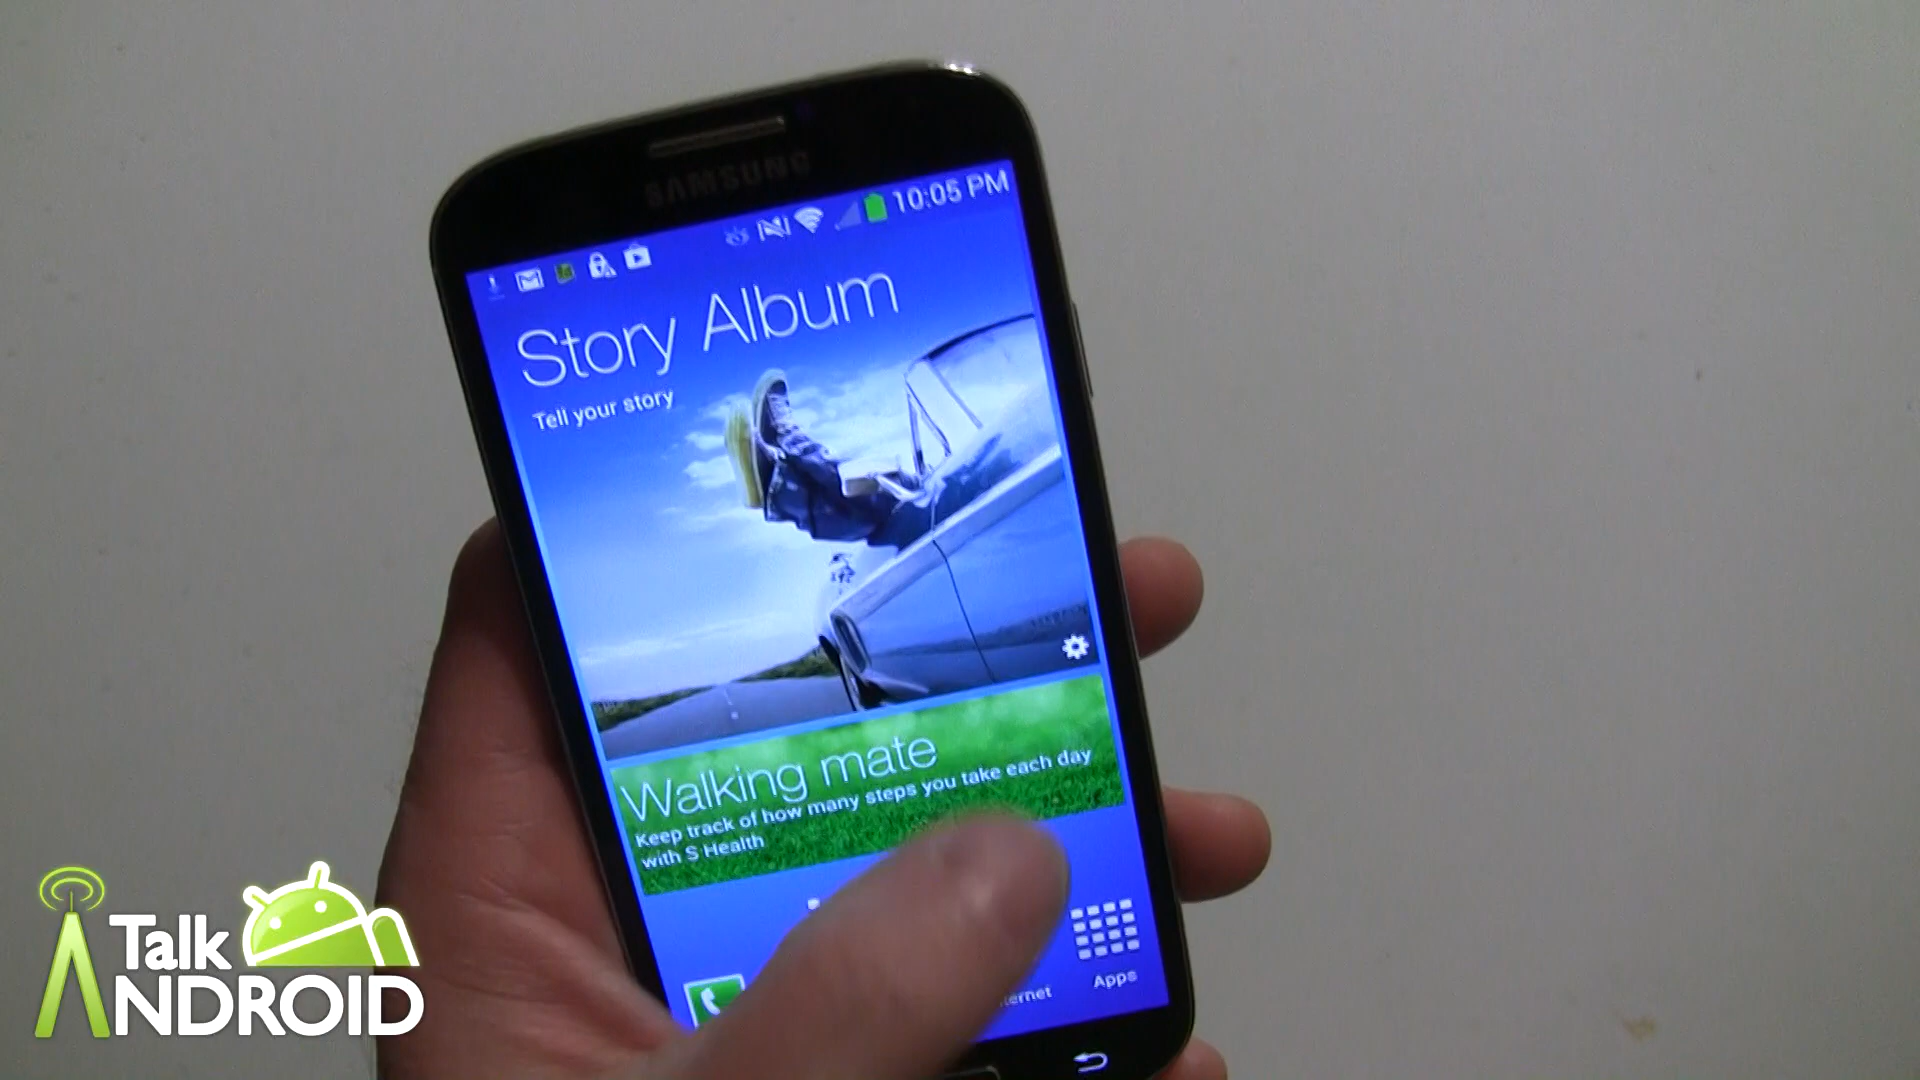 SAMSUNG
10:05 PM
Story Album
Tell your story
Walking mate
Keep track of how many steps you take each day
with S Health
Apps
Talk
ANDROID